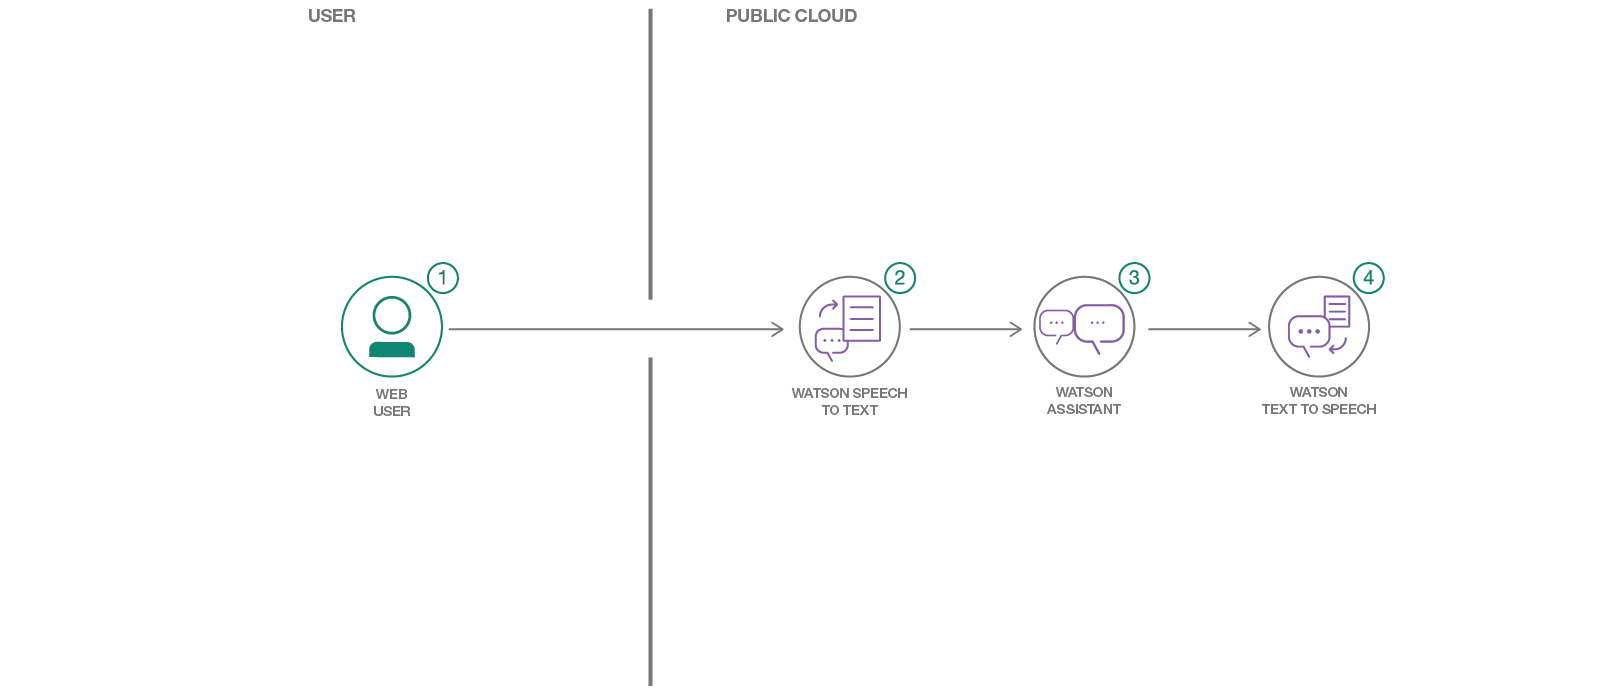 USER
PUBLIC CLOUD
1
2
3
4
WEB
USER
WATSON SPEECH
TO TEXT
WATSON
ASSISTANT
WATSON
TEXT TO SPEECH